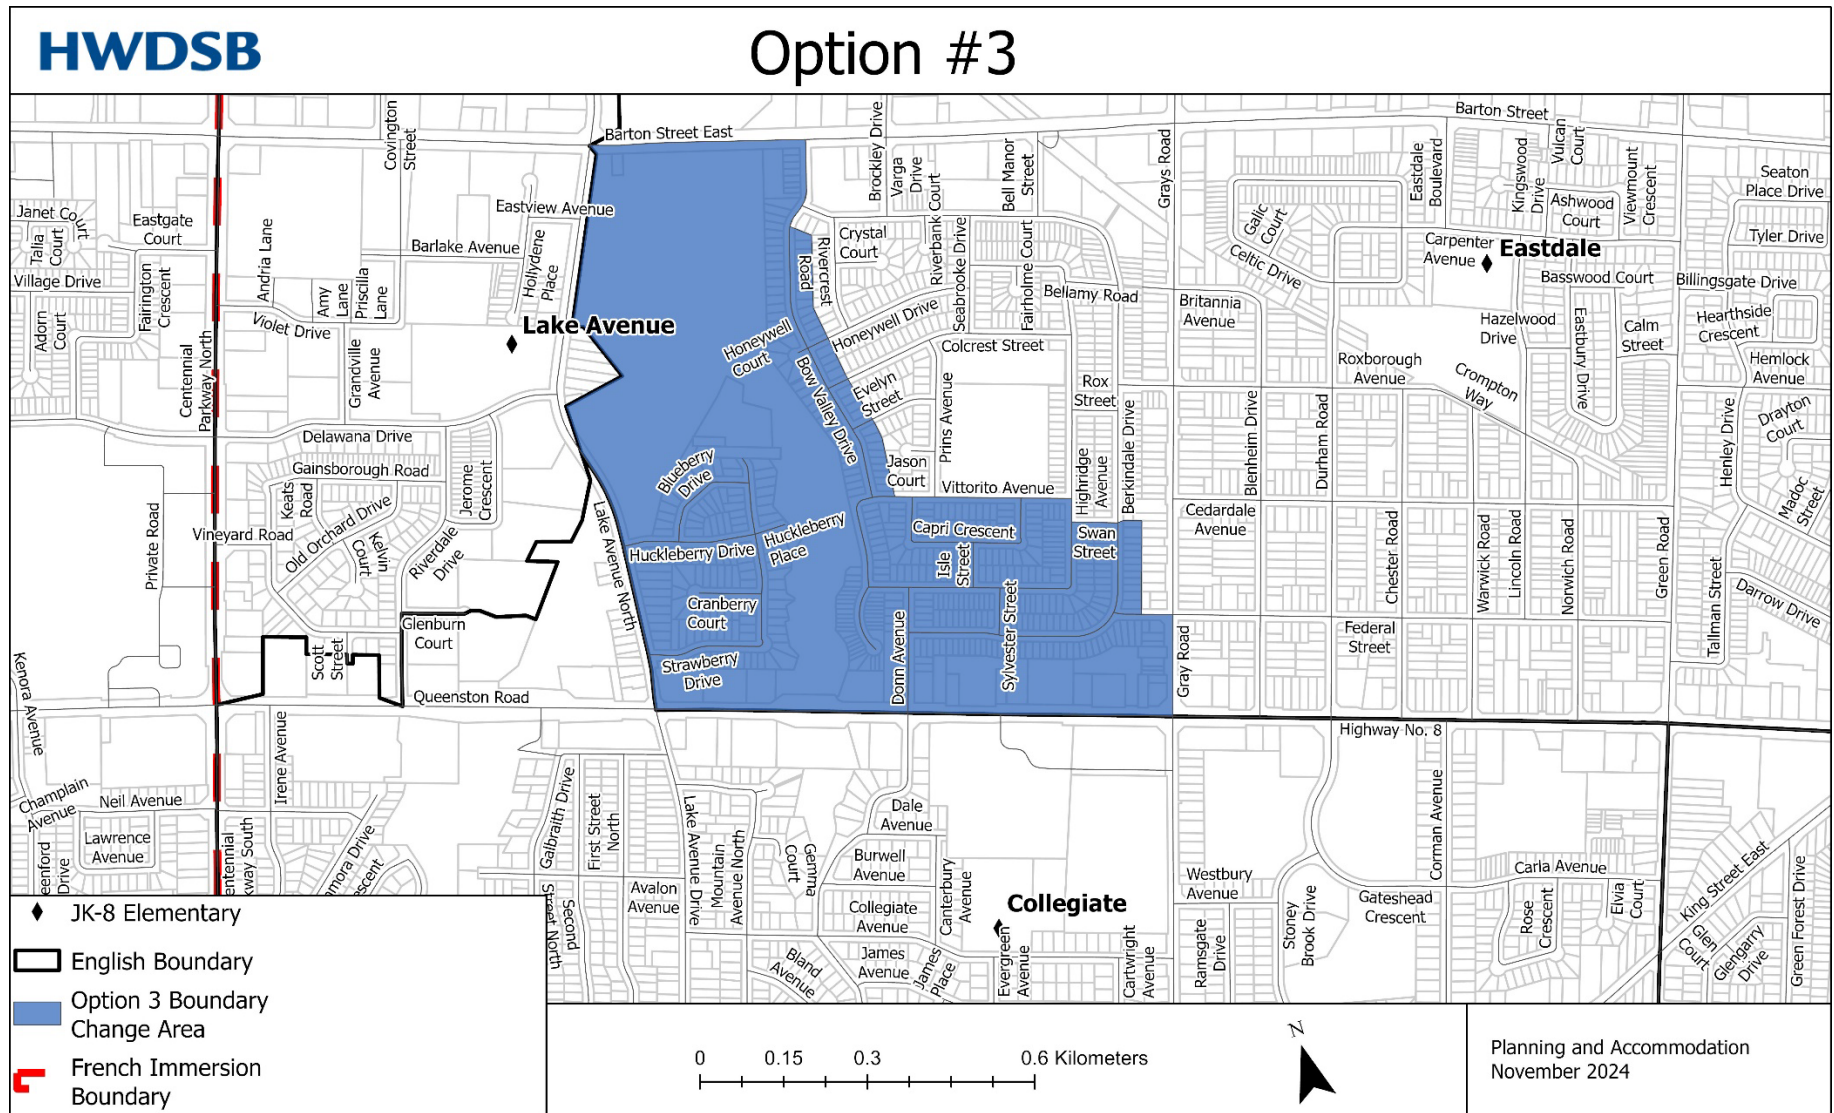 HWDSB
Option #3
Barton Street East
Barton Street
Covington
Street
Brockley Drive
Varga
Drive
Riverbank Court
Bell Manor
Street
Grays Road
Eastdale
Boulevard
Kingswood
Drive
Vulcan
Court
Viewmount
Crescent
Ashwood
Court
Seaton
Place Drive
Tyler Drive
Janet Court
Talia
Court
Eastgate
Court
Village Drive
Adorn
Court
Fairington
Crescent
Centennial
Parkway North
Andria Lane
Amy
Lane
Priscilla
Lane
Violet Drive
Barlake Avenue
Eastview Avenue
Hollydene
Place
Grandville
Avenue
Lake Avenue
Crystal
Court
Rivercrest
Road
Seabrooke Drive
Fairholme Court
Bellamy Road
Britannia
Avenue
Galic
Court
Celtic Drive
Carpenter
Avenue
Eastdale
Basswood Court
Billingsgate Drive
Hearthside
Crescent
Hemlock
Avenue
Hazelwood
Drive
Eastbury Drive
Calm
Street
Honeywell
Court
Honeywell Drive
Colcrest Street
Bow Valley Drive
Evelyn
Street
Prins Avenue
Rox
Street
Roxborough
Avenue
Crompton
Way
Drayton
Court
Delawana Drive
Gainsborough Road
Keats
Road
Jerome
Crescent
Vineyard Road
Old Orchard Drive
Kelvin
Court
Riverdale
Drive
Private Road
Blueberry
Drive
Jason
Court
Vittorito Avenue
Highridge
Avenue
Berkindale Drive
Blenheim Drive
Durham Road
Henley Drive
Madoc
Street
Cedardale
Avenue
Lake Avenue North
Huckleberry Drive
Huckleberry
Place
Capri Crescent
Isle
Street
Swan
Street
Chester Road
Warwick Road
Lincoln Road
Norwich Road
Green Road
Tallman Street
Darrow Drive
Cranberry
Court
Strawberry
Drive
Donn Avenue
Sylvester Street
Gray Road
Federal
Street
Glenburn
Court
Scott
Street
Queenston Road
Highway No. 8
Kenora Avenue
Irene Avenue
Champlain
Avenue
Neil Avenue
Lawrence
Avenue
eenford
Drive
entennial
kway South
mora Drive
escent
Galbraith Drive
First Street
North
Second
Street North
Avalon
Avenue
Lake Avenue Drive
Mountain
Avenue North
Gemma
Court
Dale
Avenue
Burwell
Avenue
Collegiate
Avenue
Canterbury
Avenue
James
Avenue
James
Place
Bland
Avenue
Collegiate
Evergreen
Avenue
Cartwright
Avenue
Westbury
Avenue
Ramsgate
Drive
Stoney
Brook Drive
Gateshead
Crescent
Corman Avenue
Carla Avenue
Rose
Crescent
Elvia
Court
King Street East
Glen
Court
Glengarry
Drive
Green Forest Drive
JK-8 Elementary
English Boundary
Option 3 Boundary
Change Area
French Immersion
Boundary
0 0.15 0.3 0.6 Kilometers
N
Planning and Accommodation
November 2024